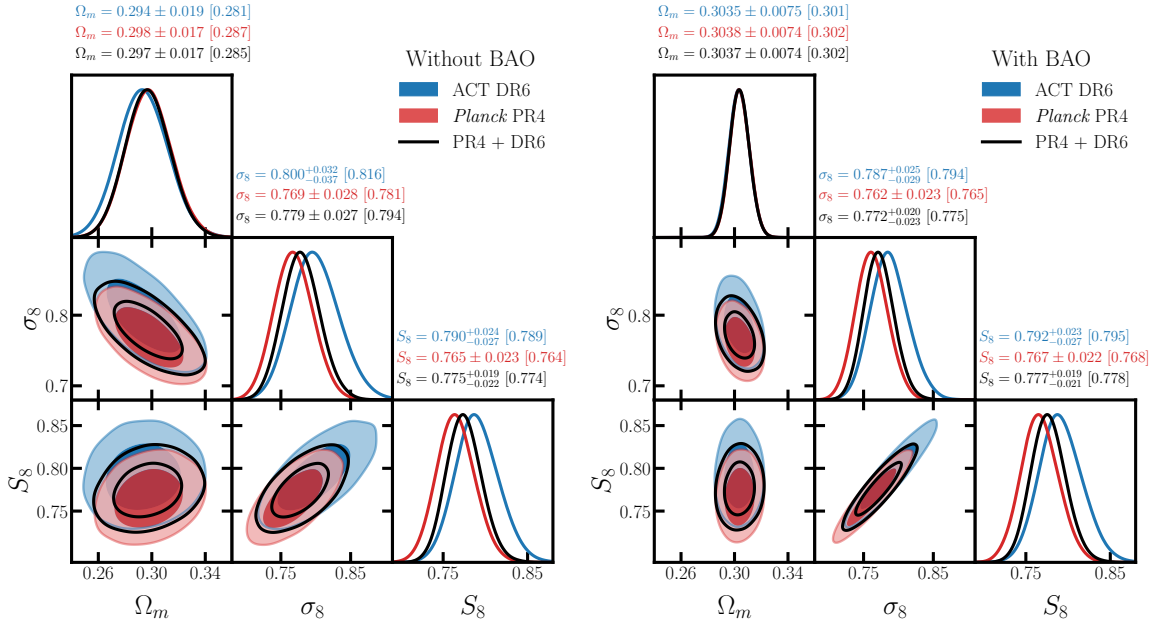 Ω_m = 0.294 ± 0.019 [0.281]
Ω_m = 0.298 ± 0.017 [0.287]
Ω_m = 0.297 ± 0.017 [0.285]
Without BAO
ACT DR6
Planck PR4
PR4 + DR6
σ_8 = 0.800^{+0.032}_{-0.037} [0.816]
σ_8 = 0.769 ± 0.028 [0.781]
σ_8 = 0.779 ± 0.027 [0.794]
σ_8
0.8
0.7
S_8 = 0.790^{+0.024}_{-0.027} [0.789]
S_8 = 0.765 ± 0.023 [0.764]
S_8 = 0.775^{+0.019}_{-0.022} [0.774]
S_8
0.85
0.80
0.75
0.26 0.30 0.34 0.75 0.85 0.75 0.85
Ω_m σ_8 S_8
Ω_m = 0.3035 ± 0.0075 [0.301]
Ω_m = 0.3038 ± 0.0074 [0.302]
Ω_m = 0.3037 ± 0.0074 [0.302]
With BAO
ACT DR6
Planck PR4
PR4 + DR6
σ_8 = 0.787^{+0.025}_{-0.029} [0.794]
σ_8 = 0.762 ± 0.023 [0.765]
σ_8 = 0.772^{+0.020}_{-0.023} [0.775]
σ_8
0.8
0.7
S_8 = 0.792^{+0.023}_{-0.027} [0.795]
S_8 = 0.767 ± 0.022 [0.768]
S_8 = 0.777^{+0.019}_{-0.021} [0.778]
S_8
0.85
0.80
0.75
0.26 0.30 0.34 0.75 0.85 0.75 0.85
Ω_m σ_8 S_8